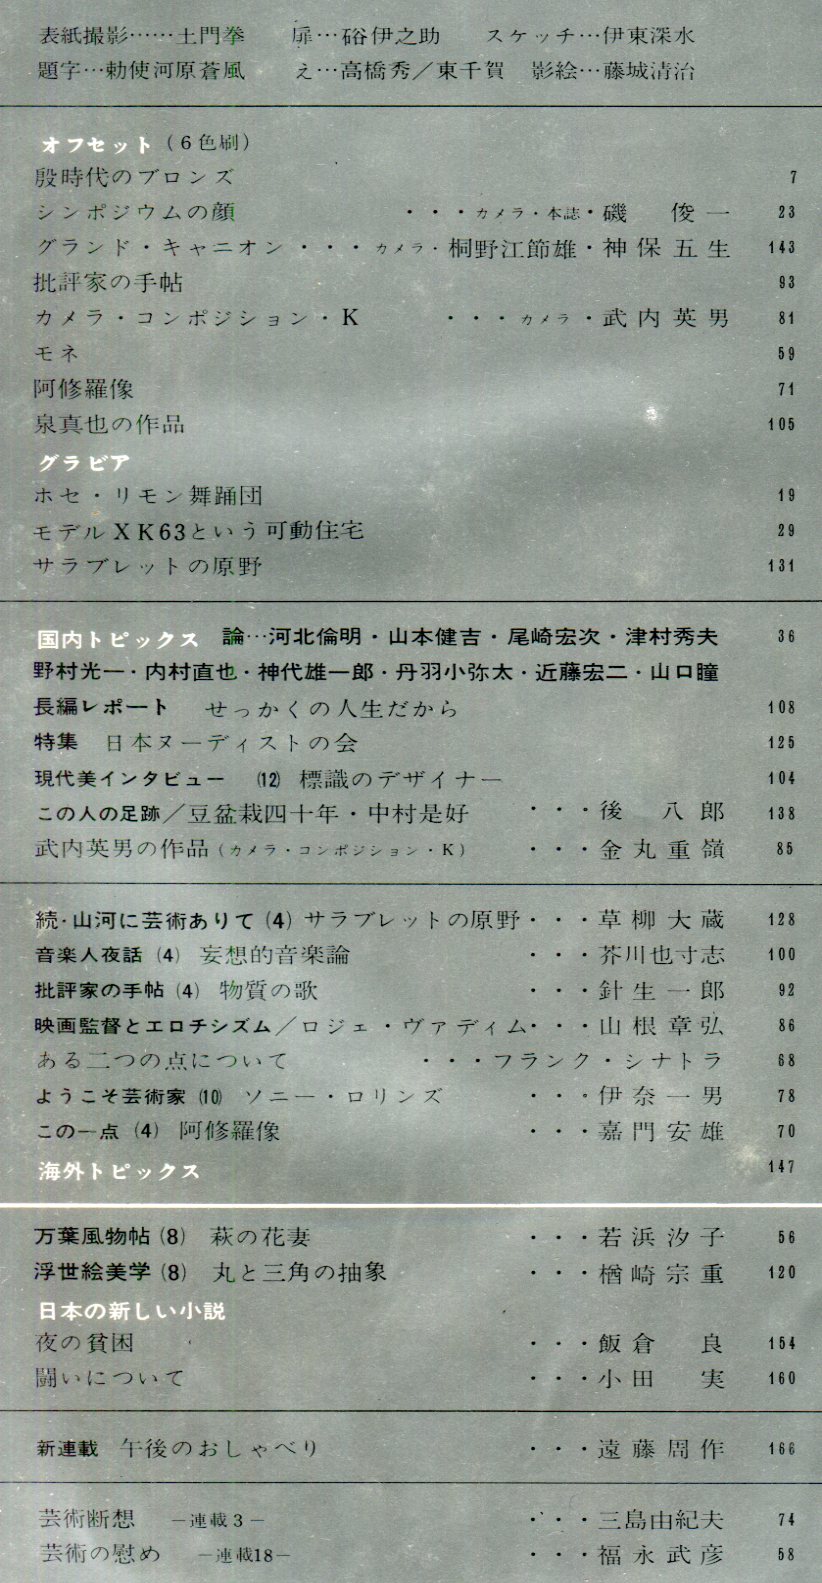 表紙撮影……土門拳　扉…硲伊之助　スケッチ…伊東深水
題字…勅使河原蒼風　え…高橋秀／東千賀　影絵…藤城清治
オフセット（6色刷）
殷時代のブロンズ 7
シンポジウムの顔 ・・・カメラ・本誌・磯　俊一 23
グランド・キャニオン・・・カメラ・桐野江節雄・神保五生 143
批評家の手帖 93
カメラ・コンポジション・K ・・・カメラ・武内英男 81
モネ 59
阿修羅像 71
泉真也の作品 105
グラビア
ホセ・リモン舞踊団 19
モデルXK63という可動住宅 29
サラブレットの原野 131
国内トピックス　論…河北倫明・山本健吉・尾崎宏次・津村秀夫 36
野村光一・内村直也・神代雄一郎・丹羽小弥太・近藤宏二・山口瞳
長編レポート　せっかくの人生だから 108
特集　日本ヌーディストの会 125
現代美インタビュー　(12)　標識のデザイナー 104
この人の足跡／豆盆栽四十年・中村是好 ・・・後　八郎 138
武内英男の作品（カメラ・コンポジション・K） ・・・金丸重嶺 85
続・山河に芸術ありて(4)サラブレットの原野・・・草柳大蔵 128
音楽人夜話(4)　妄想的音楽論 ・・・芥川也寸志 100
批評家の手帖(4)　物質の歌 ・・・針生一郎 92
映画監督とエロチシズム／ロジェ・ヴァディム・・・山根章弘 86
ある二つの点について ・・・フランク・シナトラ 68
ようこそ芸術家(10)　ソニー・ロリンズ ・・・伊奈一男 78
この一点(4)　阿修羅像 ・・・嘉門安雄 70
海外トピックス 147
万葉風物帖(8)　萩の花妻 ・・・若浜汐子 56
浮世絵美学(8)　丸と三角の抽象 ・・・楢崎宗重 120
日本の新しい小説
夜の貧困 ・・・飯倉　良 154
闘いについて ・・・小田　実 160
新連載　午後のおしゃべり ・・・遠藤周作 166
芸術断想　－連載3－ ・・・三島由紀夫 74
芸術の慰め　－連載18－ ・・・福永武彦 58